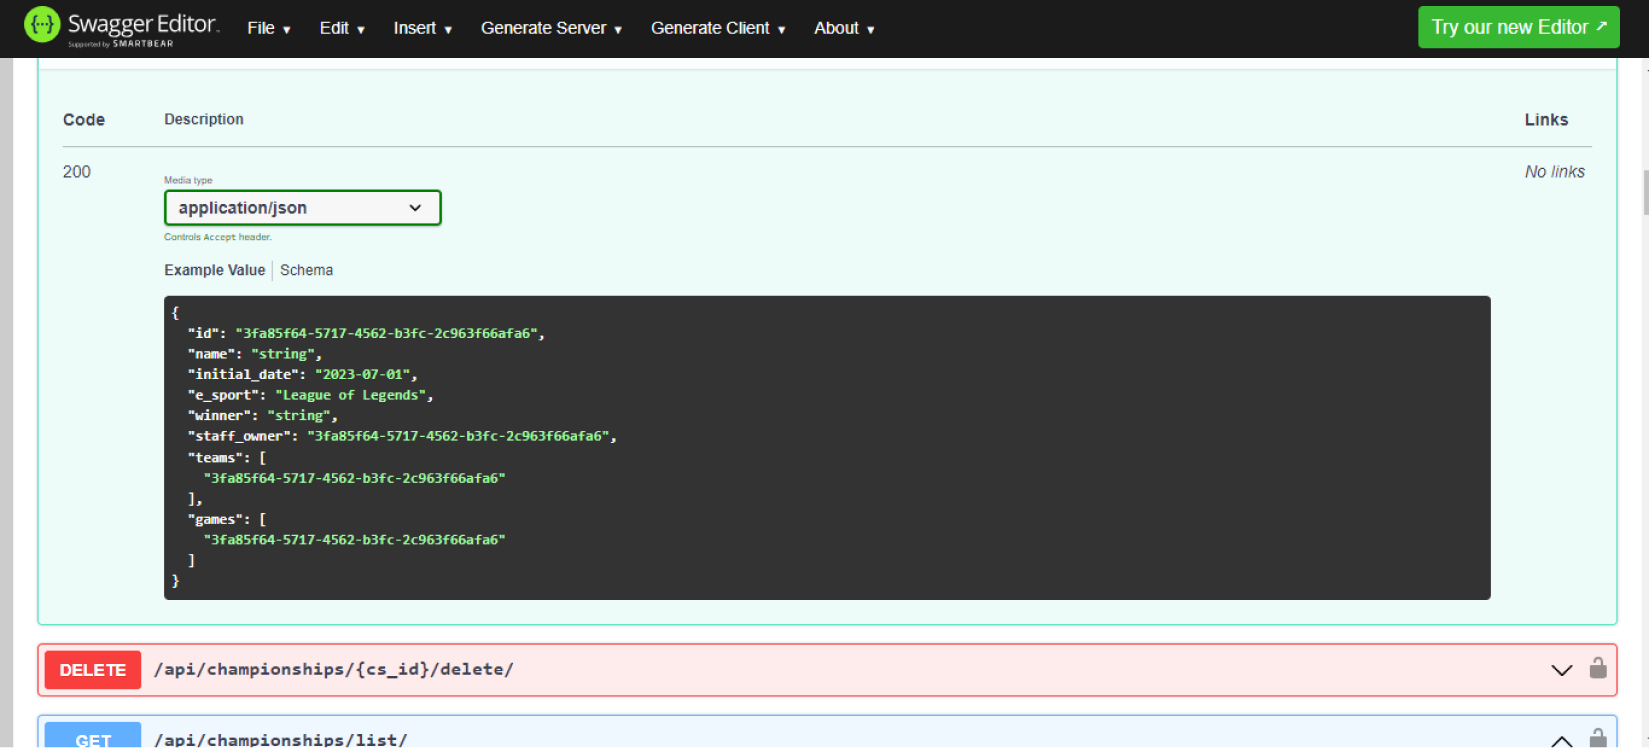 Swagger Editor.
Supported by SMARTBEAR
File Edit Insert Generate Server Generate Client About
Try our new Editor ↗
Code Description Links
200 No links
Media type
application/json
Controls Accept header.
Example Value Schema
{
"id": "3fa85f64-5717-4562-b3fc-2c963f66afa6",
"name": "string",
"initial_date": "2023-07-01",
"e_sport": "League of Legends",
"winner": "string",
"staff_owner": "3fa85f64-5717-4562-b3fc-2c963f66afa6",
"teams": [
"3fa85f64-5717-4562-b3fc-2c963f66afa6"
],
"games": [
"3fa85f64-5717-4562-b3fc-2c963f66afa6"
]
}
DELETE /api/championships/{cs_id}/delete/
GET /api/championships/list/